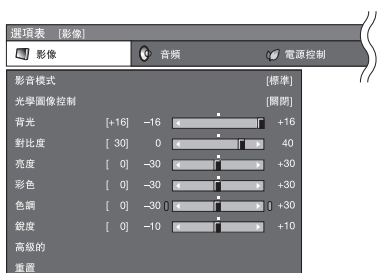 選項表 [影像]
影像 音頻 電源控制
影音模式 [標準]
光學圖像控制 [關閉]
背光 [+16] −16 +16
對比度 [ 30] 0 40
亮度 [ 0] −30 +30
彩色 [ 0] −30 +30
色調 [ 0] −30 +30
銳度 [ 0] −10 +10
高級的
重置